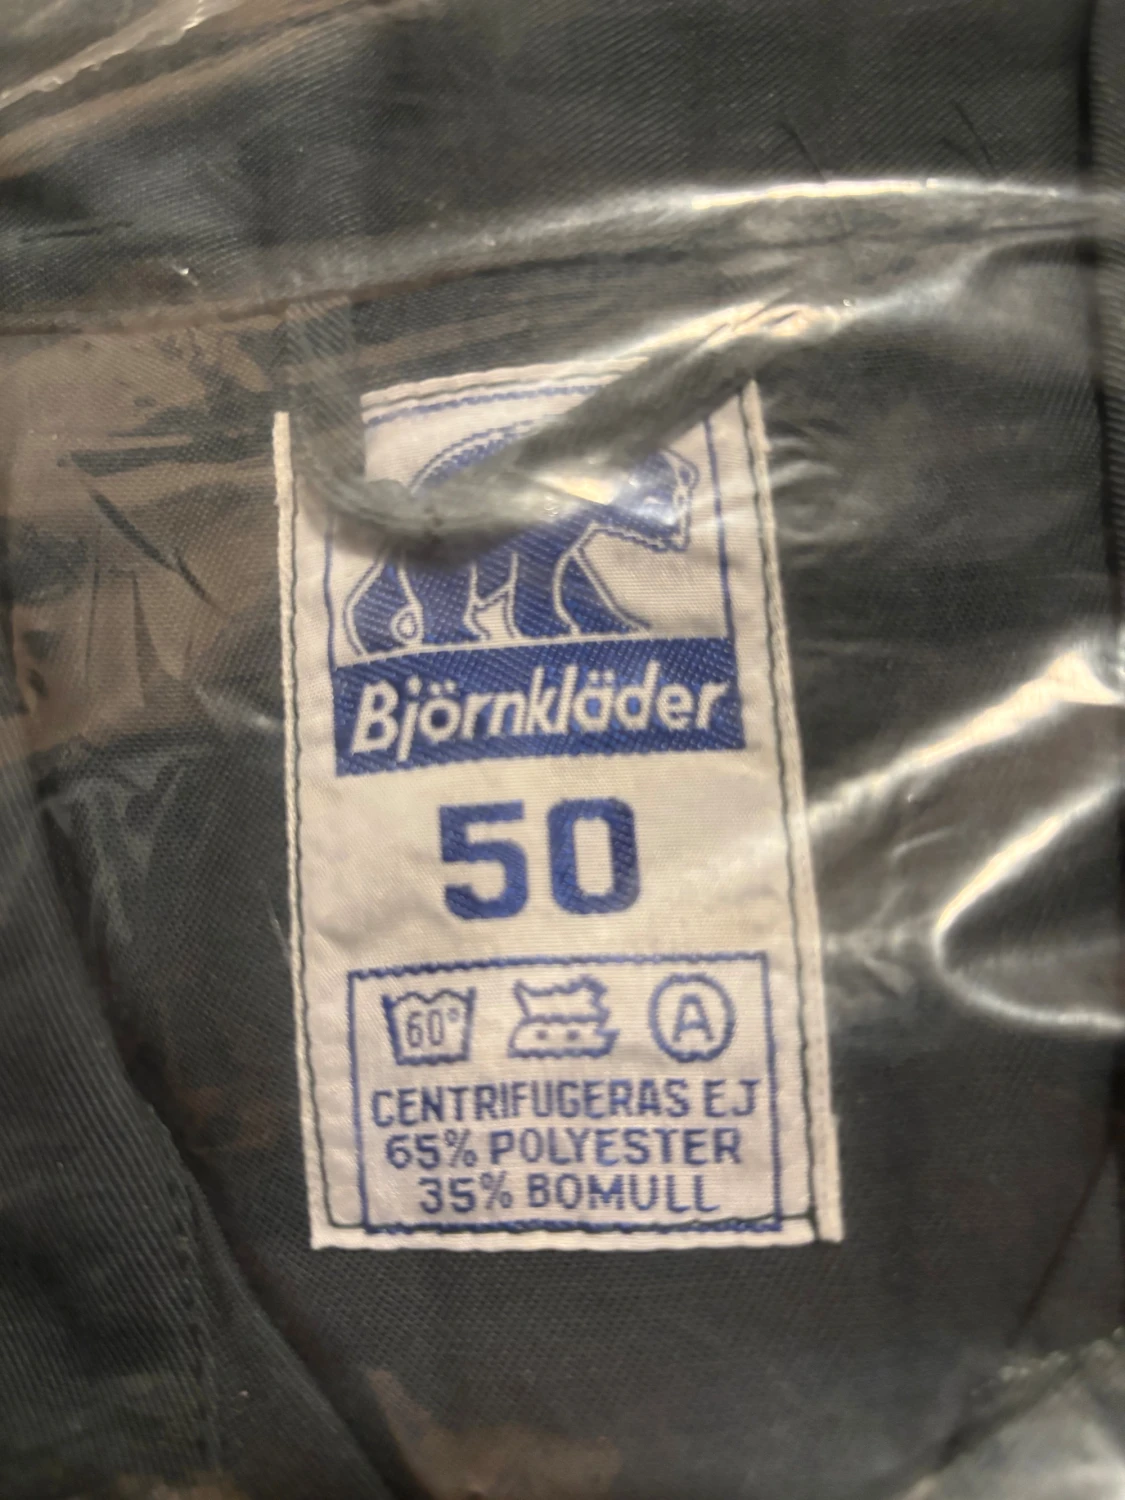 Björnkläder
50
60° A
CENTRIFUGERAS EJ
65% POLYESTER
35% BOMULL